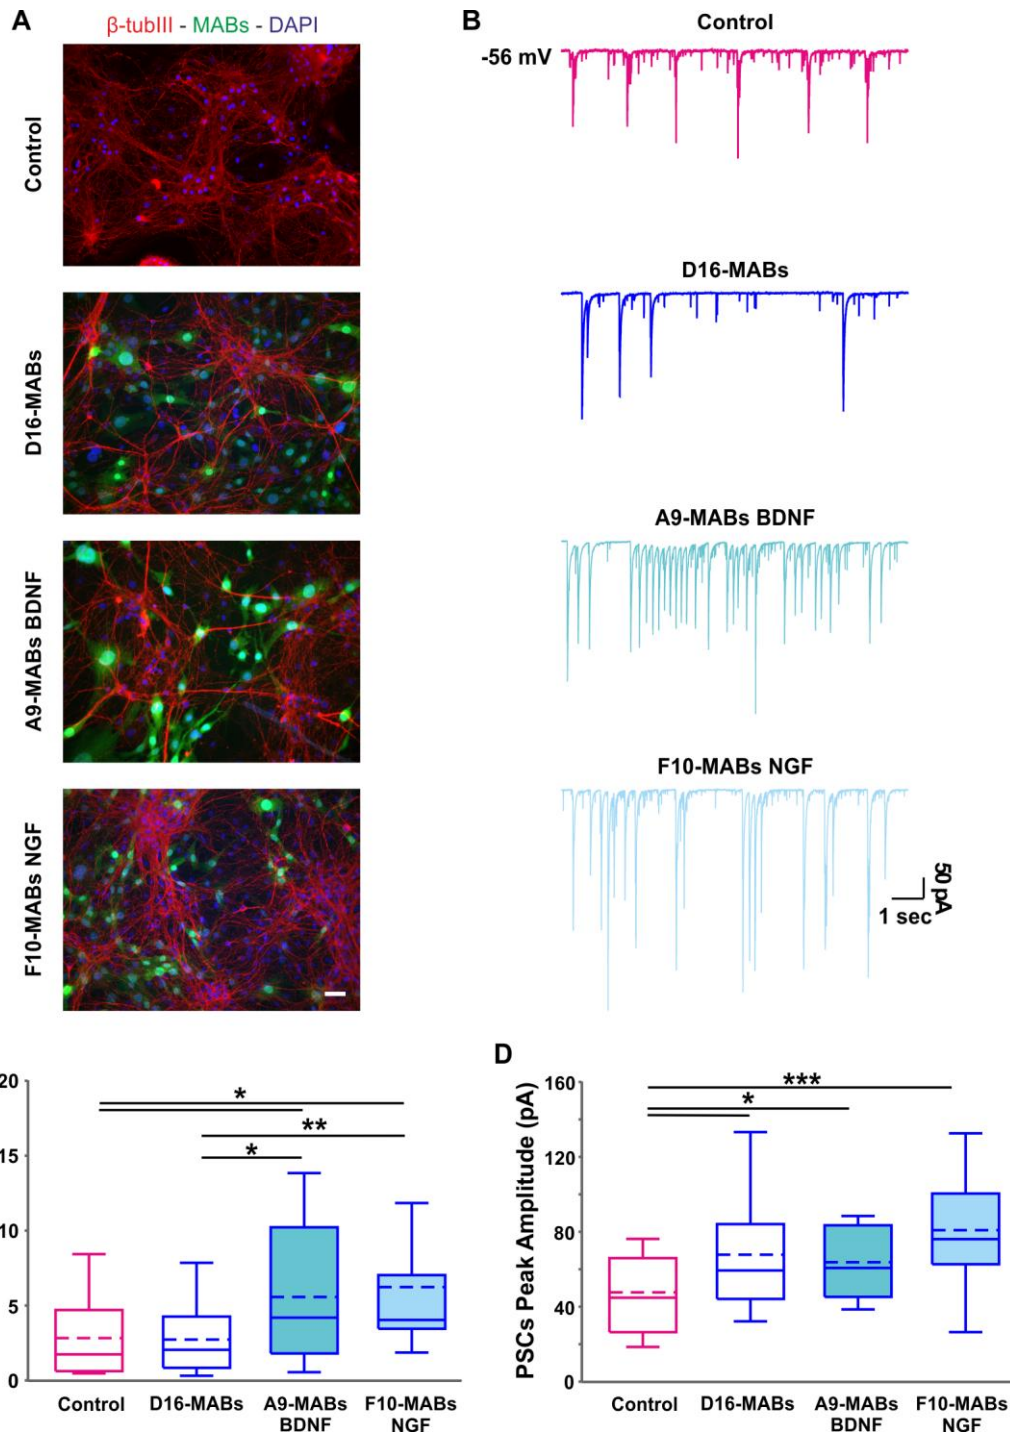 A
β-tubIII - MABs - DAPI
Control
D16-MABs
A9-MABs BDNF
F10-MABs NGF
B
Control
-56 mV
D16-MABs
A9-MABs BDNF
F10-MABs NGF
50 pA
1 sec
20
15
10
5
0
*
**
*
Control
D16-MABs
A9-MABs
BDNF
F10-MABs
NGF
D
PSCs Peak Amplitude (pA)
160
120
80
40
0
***
*
Control
D16-MABs
A9-MABs
BDNF
F10-MABs
NGF